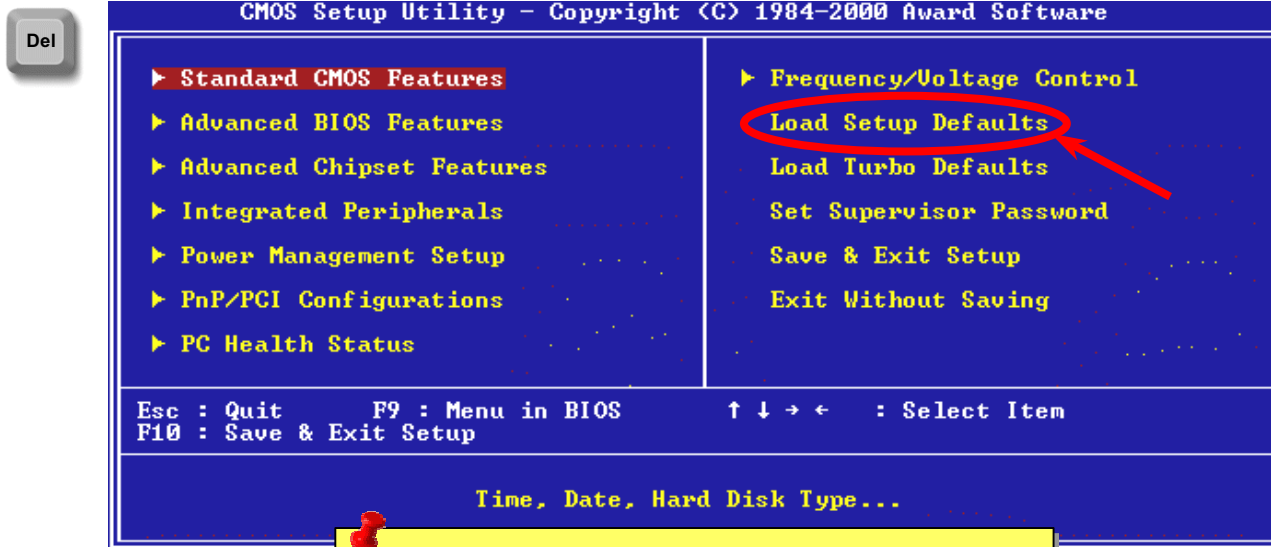 Del
CMOS Setup Utility – Copyright (C) 1984-2000 Award Software
Standard CMOS Features
Advanced BIOS Features
Advanced Chipset Features
Integrated Peripherals
Power Management Setup
PnP/PCI Configurations
PC Health Status
Frequency/Voltage Control
Load Setup Defaults
Load Turbo Defaults
Set Supervisor Password
Save & Exit Setup
Exit Without Saving
Esc : Quit F9 : Menu in BIOS ↑ ↓ → ← : Select Item
F10 : Save & Exit Setup
Time, Date, Hard Disk Type...